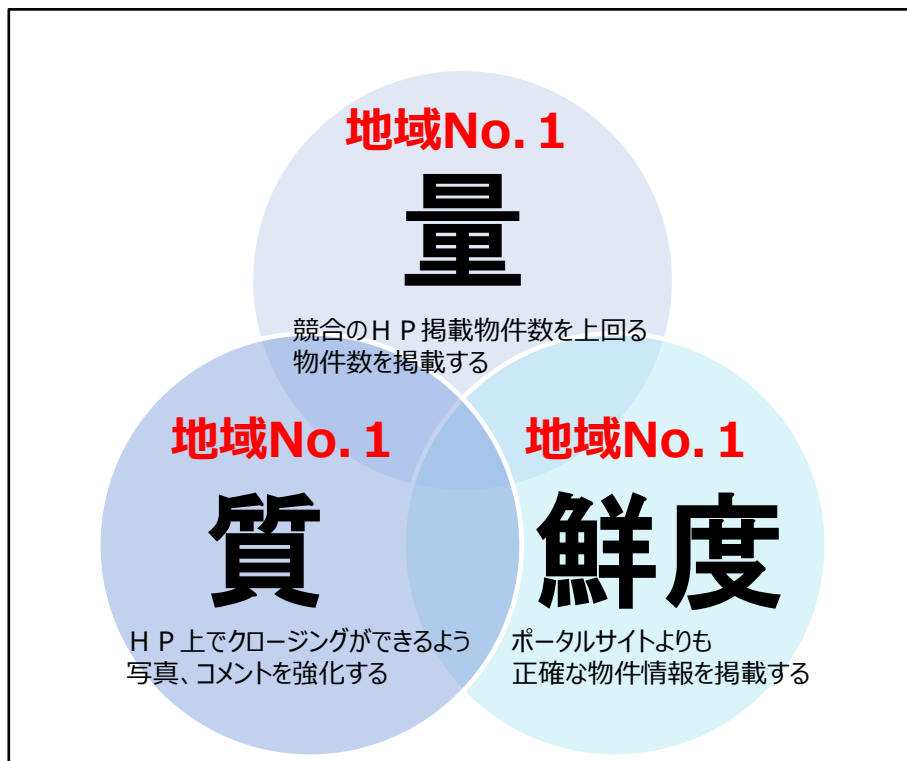 地域No.１
量
競合のＨＰ掲載物件数を上回る
物件数を掲載する
地域No.１
質
ＨＰ上でクロージングができるよう
写真、コメントを強化する
地域No.１
鮮度
ポータルサイトよりも
正確な物件情報を掲載する